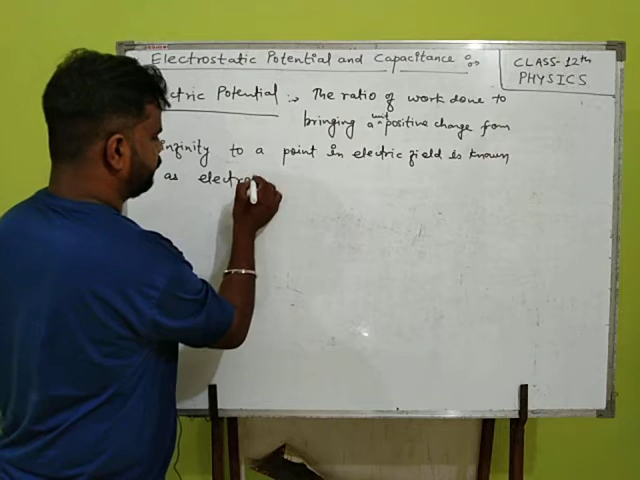 Electrostatic Potential and Capacitance
CLASS-12th
PHYSICS
ctric Potential :- The ratio of work done to
bringing a unit positive charge from
infinity to a point in electric field is known
as electro